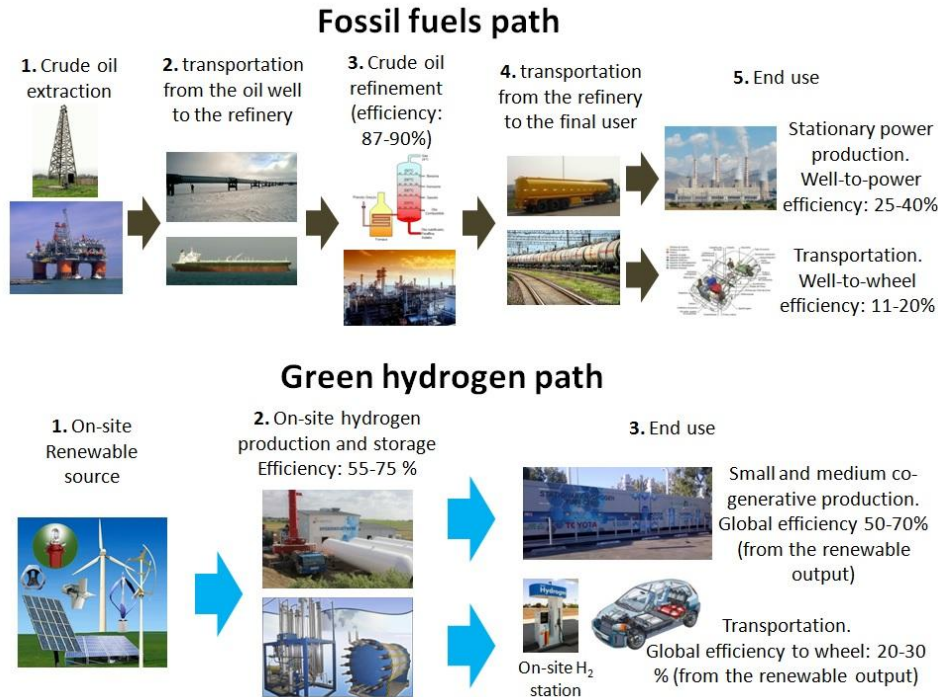 Fossil fuels path
1. Crude oil
extraction
2. transportation
from the oil well
to the refinery
3. Crude oil
refinement
(efficiency:
87-90%)
4. transportation
from the refinery
to the final user
5. End use
Stationary power
production.
Well-to-power
efficiency: 25-40%
Transportation.
Well-to-wheel
efficiency: 11-20%
Green hydrogen path
1. On-site
Renewable
source
2. On-site hydrogen
production and storage
Efficiency: 55-75 %
3. End use
Small and medium co-
generative production.
Global efficiency 50-70%
(from the renewable
output)
TOYOTA
Hydrogen
On-site H₂
station
Transportation.
Global efficiency to wheel: 20-30
% (from the renewable output)